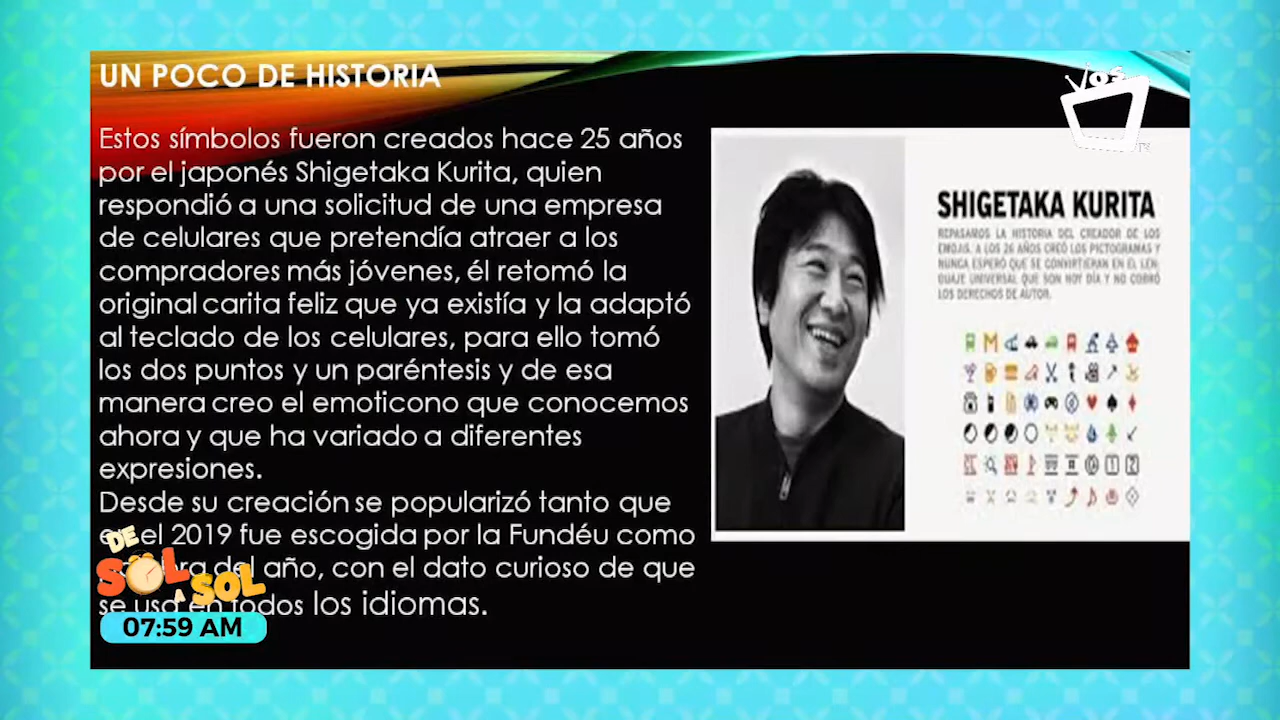 UN POCO DE HISTORIA
VOS
TV
Estos símbolos fueron creados hace 25 años
por el japonés Shigetaka Kurita, quien
respondió a una solicitud de una empresa
de celulares que pretendía atraer a los
compradores más jóvenes, él retomó la
original carita feliz que ya existía y la adaptó
al teclado de los celulares, para ello tomó
los dos puntos y un paréntesis y de esa
manera creo el emoticono que conocemos
ahora y que ha variado a diferentes
expresiones.
Desde su creación se popularizó tanto que
el 2019 fue escogida por la Fundéu como
del año, con el dato curioso de que
se usa en todos los idiomas.
SHIGETAKA KURITA
REPASAMOS LA HISTORIA DEL CREADOR DE LOS
EMOJIS. A LOS 26 AÑOS CREÓ LOS PICTOGRAMAS Y
NUNCA ESPERÓ QUE SE CONVIRTIERAN EN EL LEN-
GUAJE UNIVERSAL QUE SON HOY DÍA Y NO COBRÓ
LOS DERECHOS DE AUTOR.
DE
SOL
A
SOL
07:59 AM